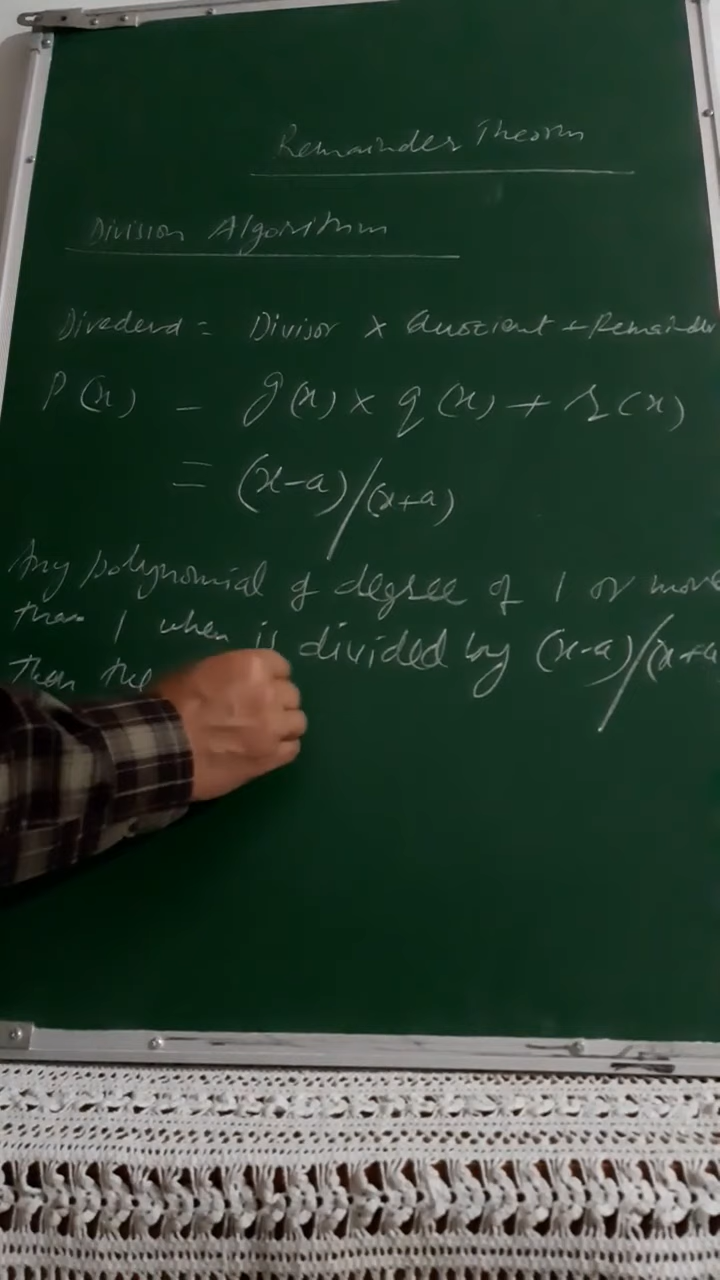 Remainder Theorm
Division Algorithm
Divedend = Divisor × Quotient + Remainder
P(x) = g(x) × q(x) + r(x)
= (x-a)/(x+a)
Any polynomial of degree of 1 or more
than 1 when is divided by (x-a)/(x+a
then the